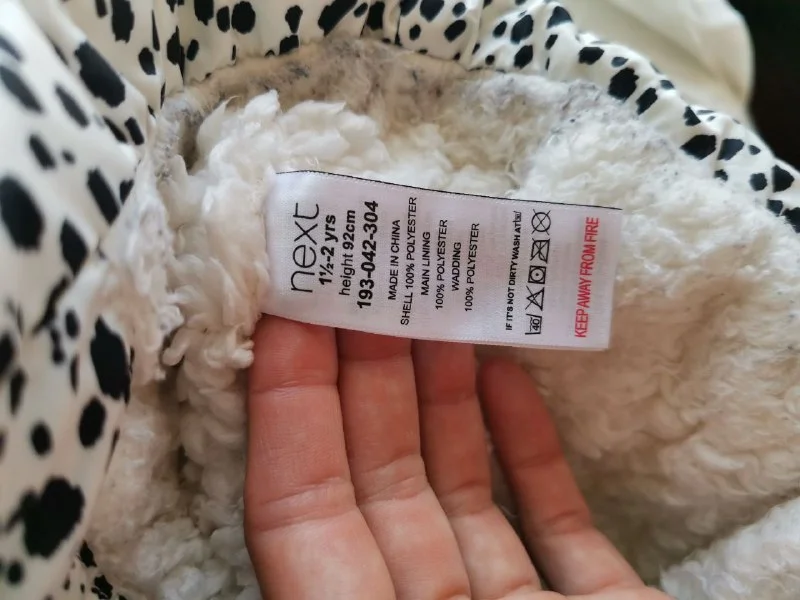 next
1½-2 yrs
height 92cm
193-042-304
MADE IN CHINA
SHELL 100% POLYESTER
MAIN LINING
100% POLYESTER
WADDING
100% POLYESTER
IF IT'S NOT DIRTY WASH AT
40
KEEP AWAY FROM FIRE